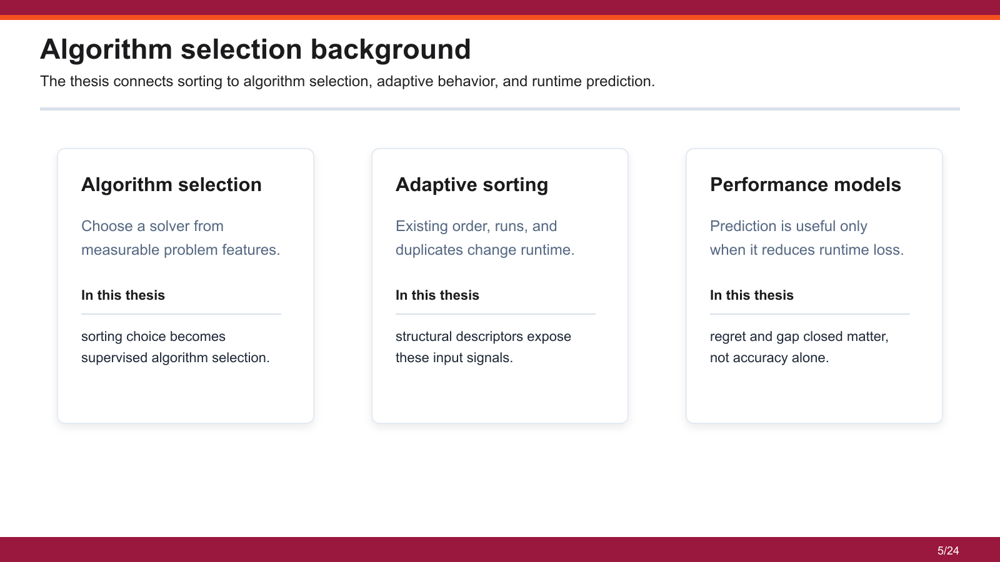 Algorithm selection background
The thesis connects sorting to algorithm selection, adaptive behavior, and runtime prediction.
Algorithm selection
Choose a solver from
measurable problem features.
In this thesis
sorting choice becomes
supervised algorithm selection.
Adaptive sorting
Existing order, runs, and
duplicates change runtime.
In this thesis
structural descriptors expose
these input signals.
Performance models
Prediction is useful only
when it reduces runtime loss.
In this thesis
regret and gap closed matter,
not accuracy alone.
5/24